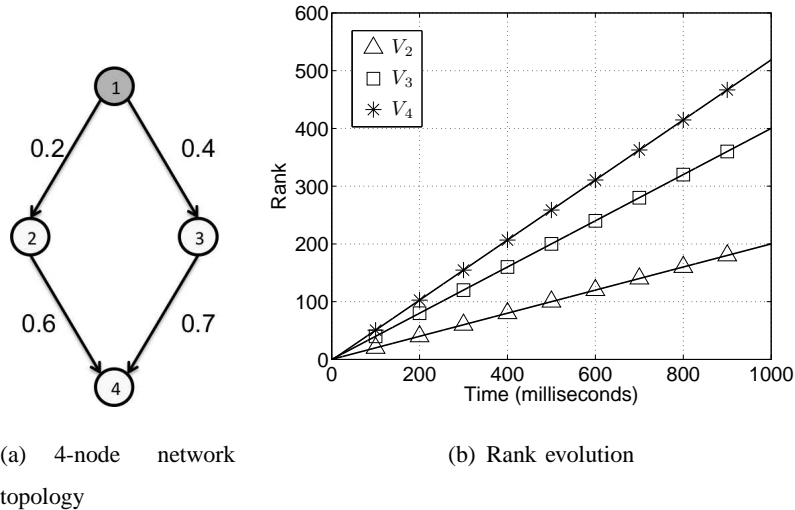 1
0.2
0.4
2
3
0.6
0.7
4
(a) 4-node network
topology
600
500
400
300
200
100
0
Rank
V₂
V₃
V₄
0 200 400 600 800 1000
Time (milliseconds)
(b) Rank evolution